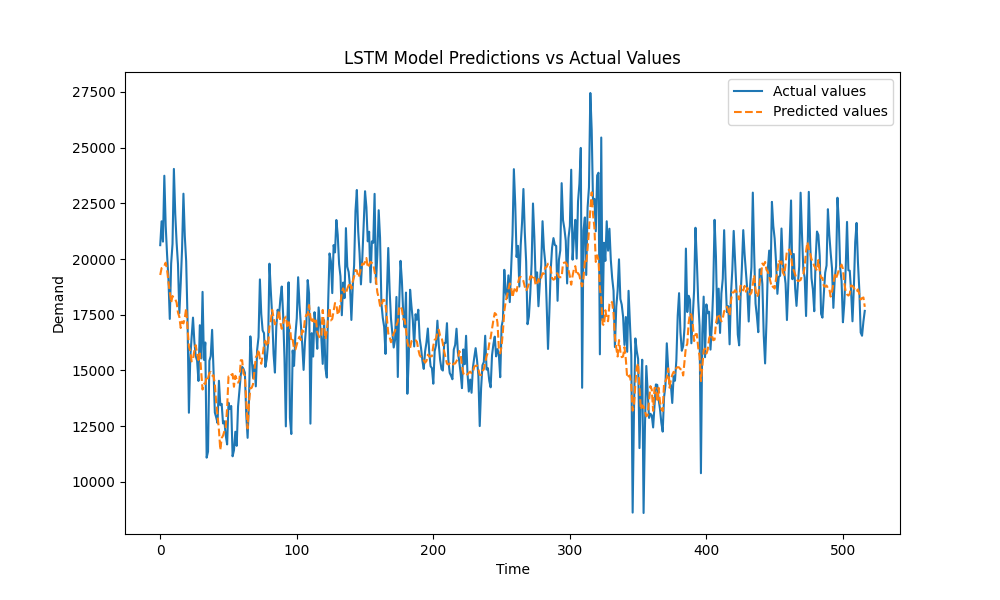 LSTM Model Predictions vs Actual Values
Actual values
Predicted values
Demand
27500
25000
22500
20000
17500
15000
12500
10000
0
100
200
300
400
500
Time